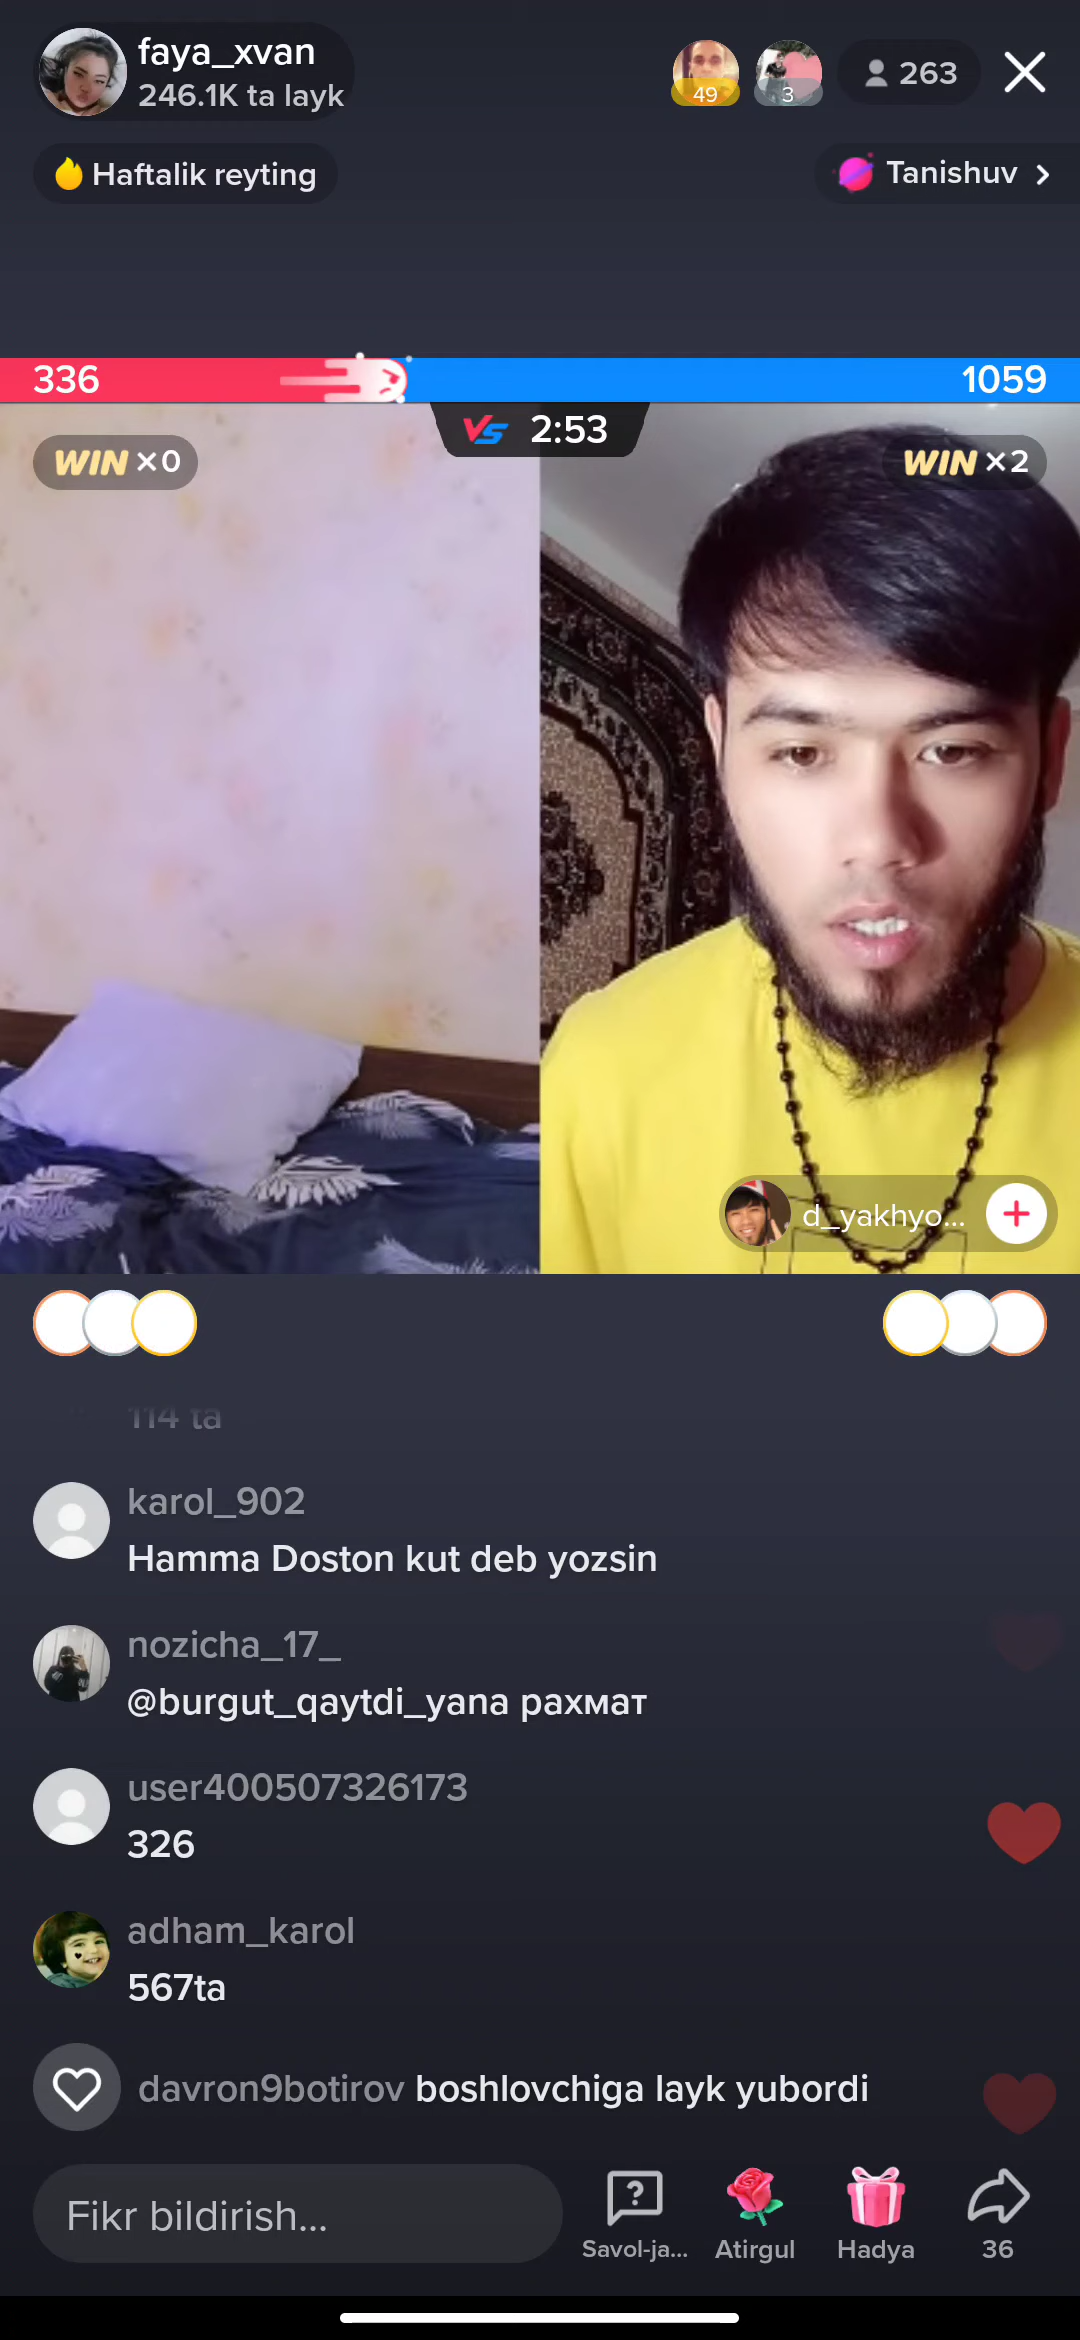 faya_xvan
246.1K ta layk
49
3
263
Haftalik reyting
Tanishuv
336
1059
VS 2:53
WIN ×0
WIN ×2
d_yakhyo...
114 ta
karol_902
Hamma Doston kut deb yozsin
nozicha_17_
@burgut_qaytdi_yana рахмат
user400507326173
326
adham_karol
567ta
davron9botirov boshlovchiga layk yubordi
Fikr bildirish...
Savol-ja...
Atirgul
Hadya
36